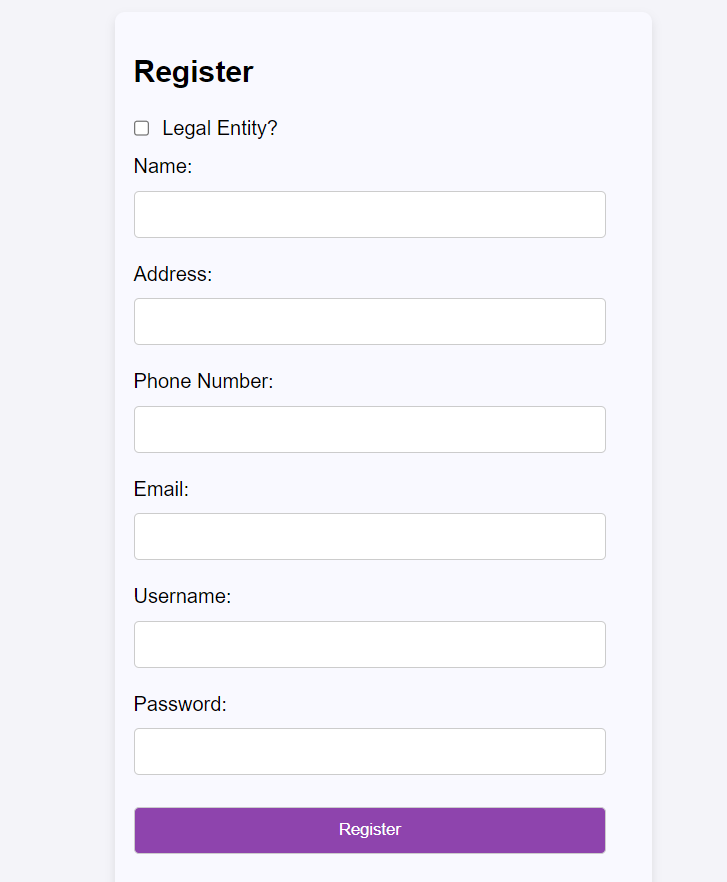 Register
Legal Entity?
Name:
Address:
Phone Number:
Email:
Username:
Password:
Register